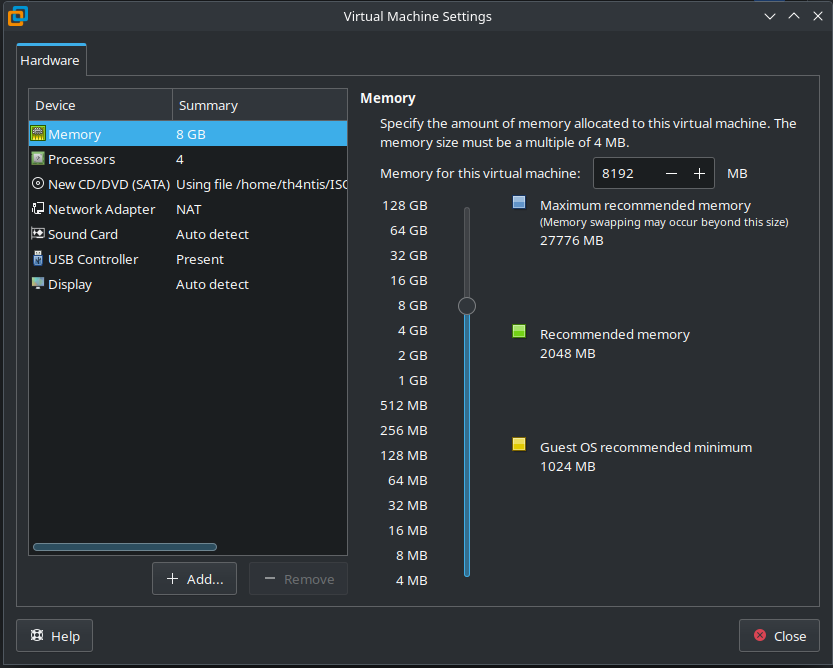 Virtual Machine Settings
Hardware
Device Summary
Memory 8 GB
Processors 4
New CD/DVD (SATA) Using file /home/th4ntis/ISO
Network Adapter NAT
Sound Card Auto detect
USB Controller Present
Display Auto detect
Add...
Remove
Memory
Specify the amount of memory allocated to this virtual machine. The
memory size must be a multiple of 4 MB.
Memory for this virtual machine: 8192 MB
128 GB
64 GB
32 GB
16 GB
8 GB
4 GB
2 GB
1 GB
512 MB
256 MB
128 MB
64 MB
32 MB
16 MB
8 MB
4 MB
Maximum recommended memory
(Memory swapping may occur beyond this size)
27776 MB
Recommended memory
2048 MB
Guest OS recommended minimum
1024 MB
Help
Close